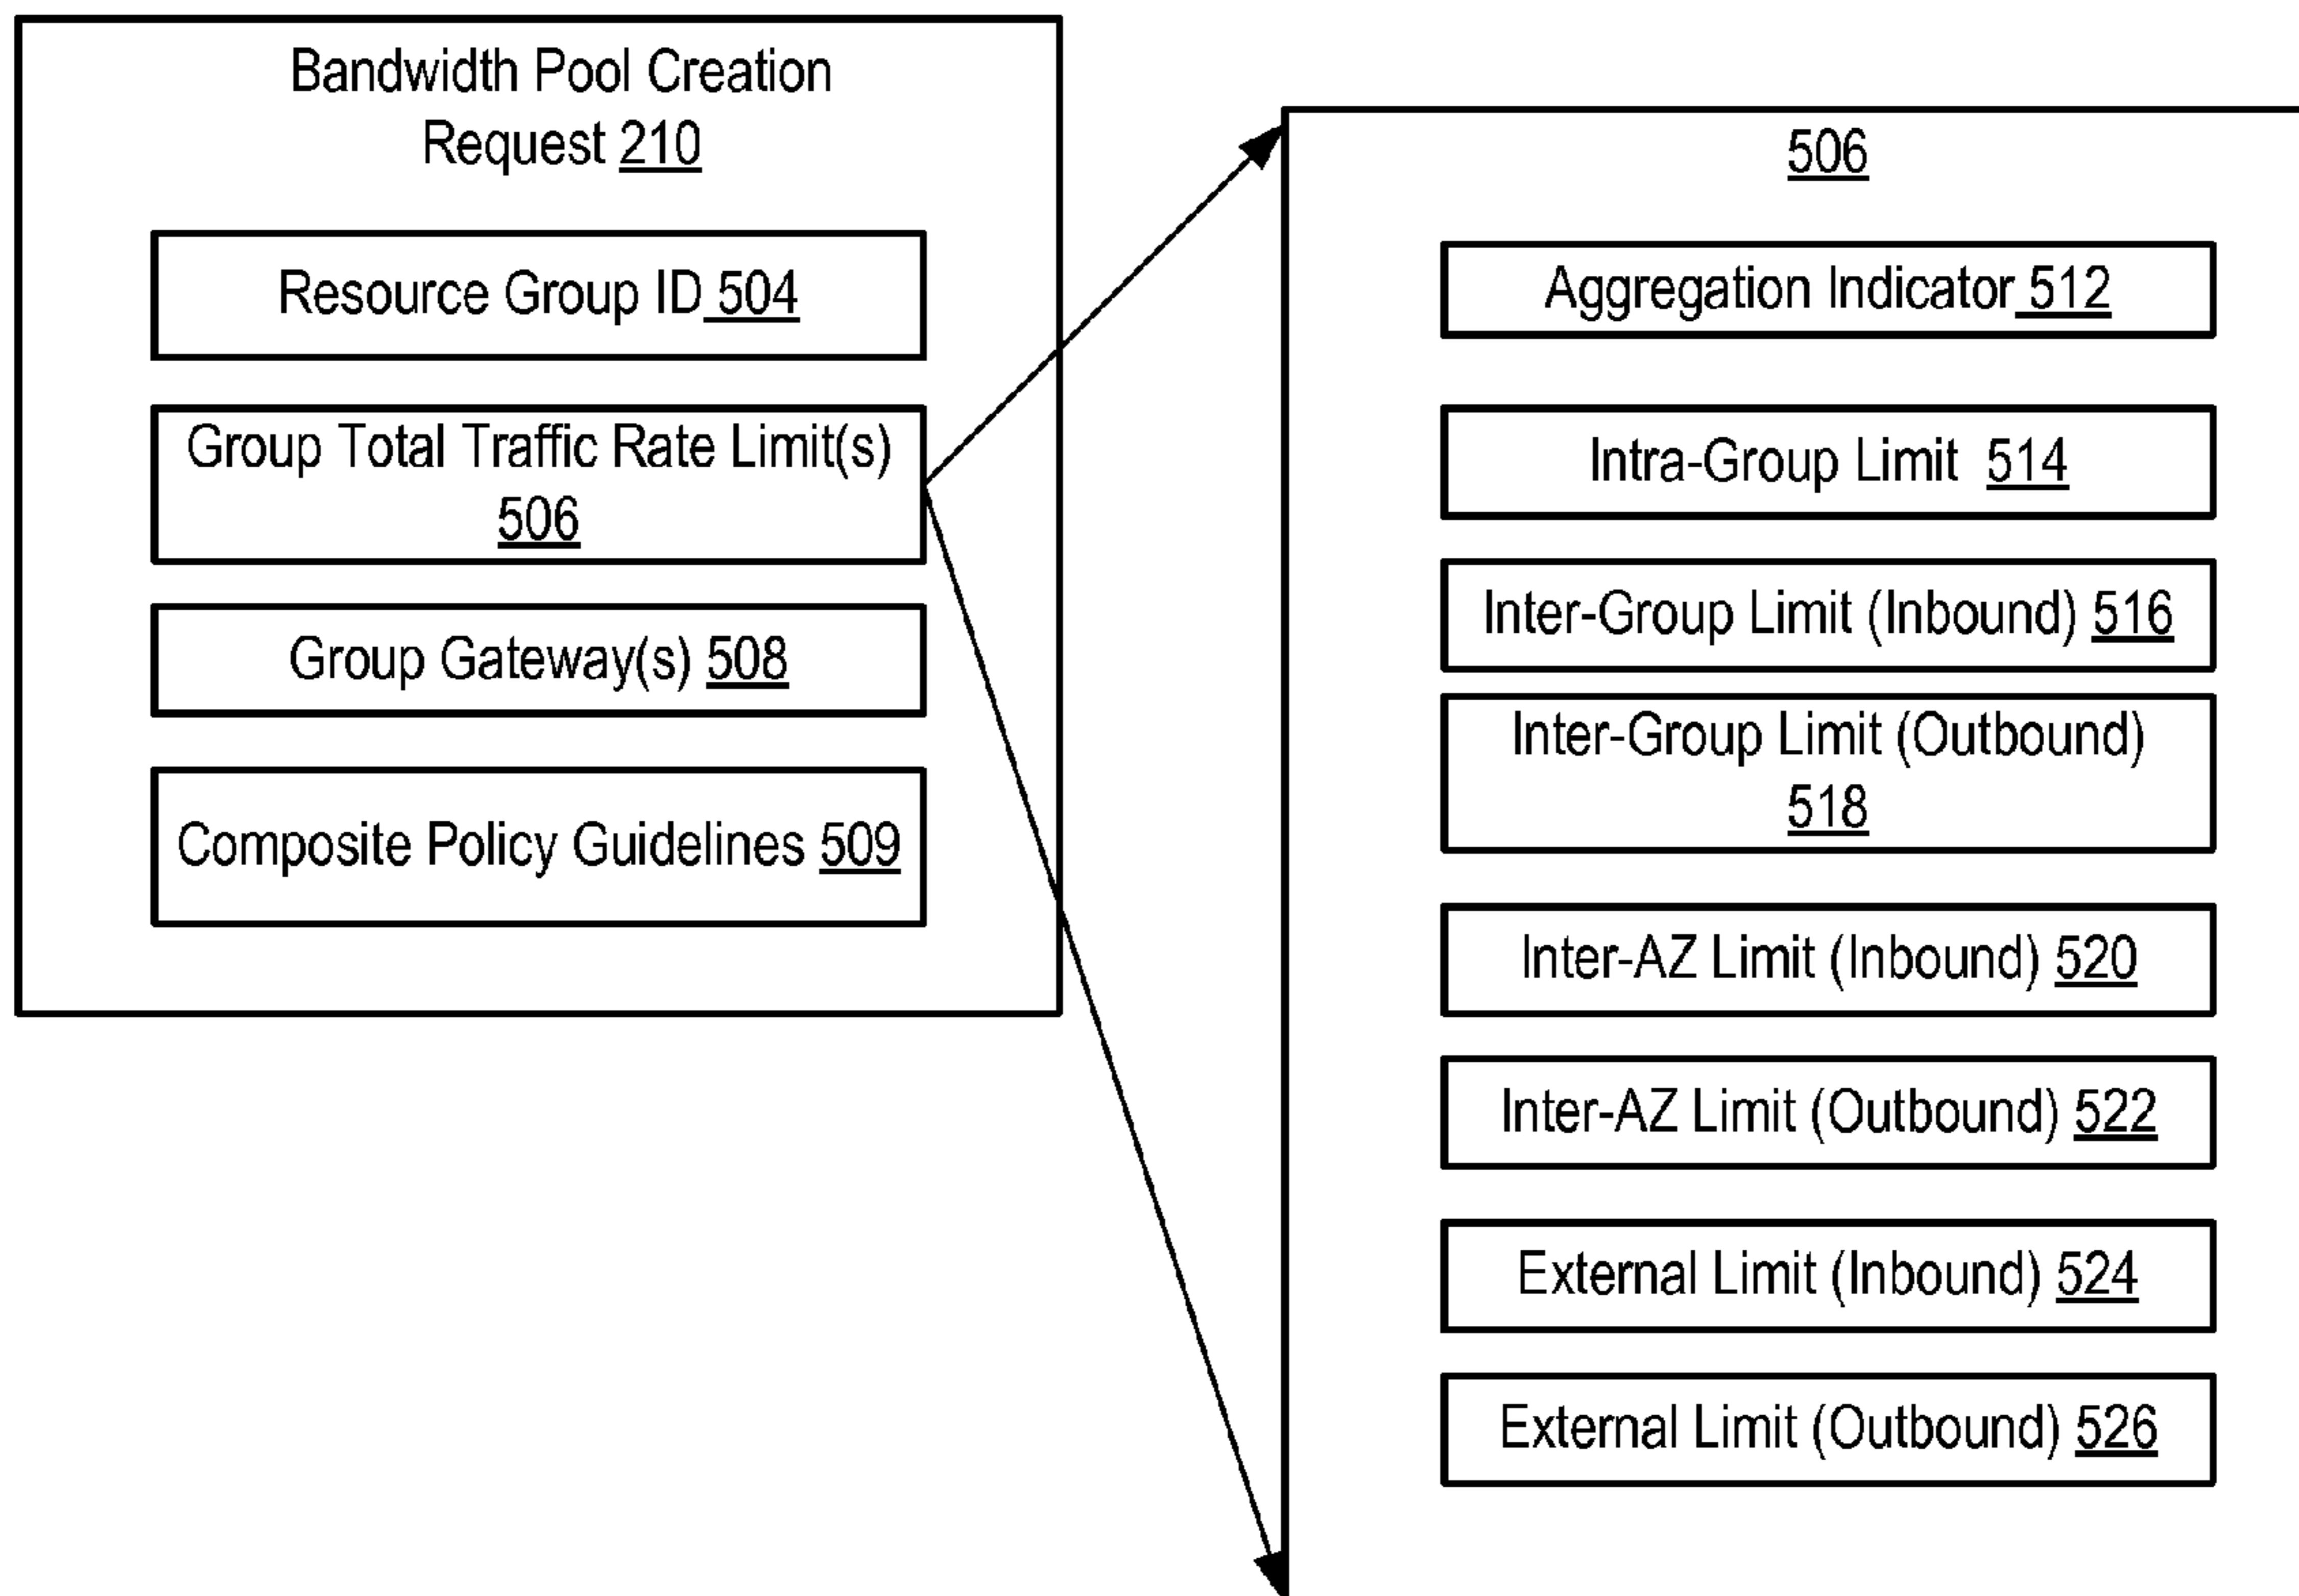 Bandwidth Pool Creation
Request 210
Resource Group ID 504
Group Total Traffic Rate Limit(s)
506
Group Gateway(s) 508
Composite Policy Guidelines 509
506
Aggregation Indicator 512
Intra-Group Limit 514
Inter-Group Limit (Inbound) 516
Inter-Group Limit (Outbound)
518
Inter-AZ Limit (Inbound) 520
Inter-AZ Limit (Outbound) 522
External Limit (Inbound) 524
External Limit (Outbound) 526